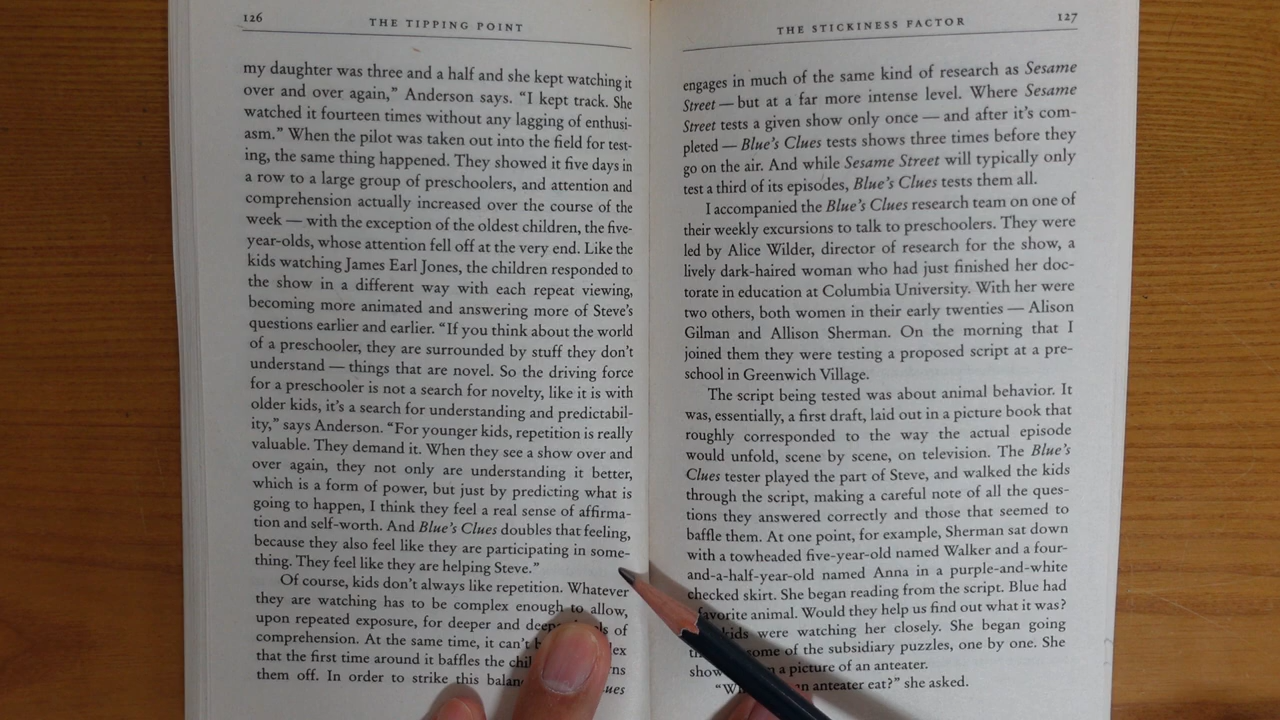 126
THE TIPPING POINT
my daughter was three and a half and she kept watching it
over and over again,” Anderson says. “I kept track. She
watched it fourteen times without any lagging of enthusi-
asm.” When the pilot was taken out into the field for test-
ing, the same thing happened. They showed it five days in
a row to a large group of preschoolers, and attention and
comprehension actually increased over the course of the
week — with the exception of the oldest children, the five-
year-olds, whose attention fell off at the very end. Like the
kids watching James Earl Jones, the children responded to
the show in a different way with each repeat viewing,
becoming more animated and answering more of Steve’s
questions earlier and earlier. “If you think about the world
of a preschooler, they are surrounded by stuff they don’t
understand — things that are novel. So the driving force
for a preschooler is not a search for novelty, like it is with
older kids, it’s a search for understanding and predictabil-
ity,” says Anderson. “For younger kids, repetition is really
valuable. They demand it. When they see a show over and
over again, they not only are understanding it better,
which is a form of power, but just by predicting what is
going to happen, I think they feel a real sense of affirma-
tion and self-worth. And Blue’s Clues doubles that feeling,
because they also feel like they are participating in some-
thing. They feel like they are helping Steve.”
Of course, kids don’t always like repetition. Whatever
they are watching has to be complex enough to allow,
upon repeated exposure, for deeper and of
comprehension. At the same time, it can’t
that the first time around it baffles the
them off. In order to strike this
THE STICKINESS FACTOR
127
engages in much of the same kind of research as Sesame
Street — but at a far more intense level. Where Sesame
Street tests a given show only once — and after it’s com-
pleted — Blue’s Clues tests shows three times before they
go on the air. And while Sesame Street will typically only
test a third of its episodes, Blue’s Clues tests them all.
I accompanied the Blue’s Clues research team on one of
their weekly excursions to talk to preschoolers. They were
led by Alice Wilder, director of research for the show, a
lively dark-haired woman who had just finished her doc-
torate in education at Columbia University. With her were
two others, both women in their early twenties — Alison
Gilman and Allison Sherman. On the morning that I
joined them they were testing a proposed script at a pre-
school in Greenwich Village.
The script being tested was about animal behavior. It
was, essentially, a first draft, laid out in a picture book that
roughly corresponded to the way the actual episode
would unfold, scene by scene, on television. The Blue’s
Clues tester played the part of Steve, and walked the kids
through the script, making a careful note of all the ques-
tions they answered correctly and those that seemed to
baffle them. At one point, for example, Sherman sat down
with a towheaded five-year-old named Walker and a four-
and-a-half-year-old named Anna in a purple-and-white
checked skirt. She began reading from the script. Blue had
favorite animal. Would they help us find out what it was?
kids were watching her closely. She began going
some of the subsidiary puzzles, one by one. She
a picture of an anteater.
an anteater eat?” she asked.